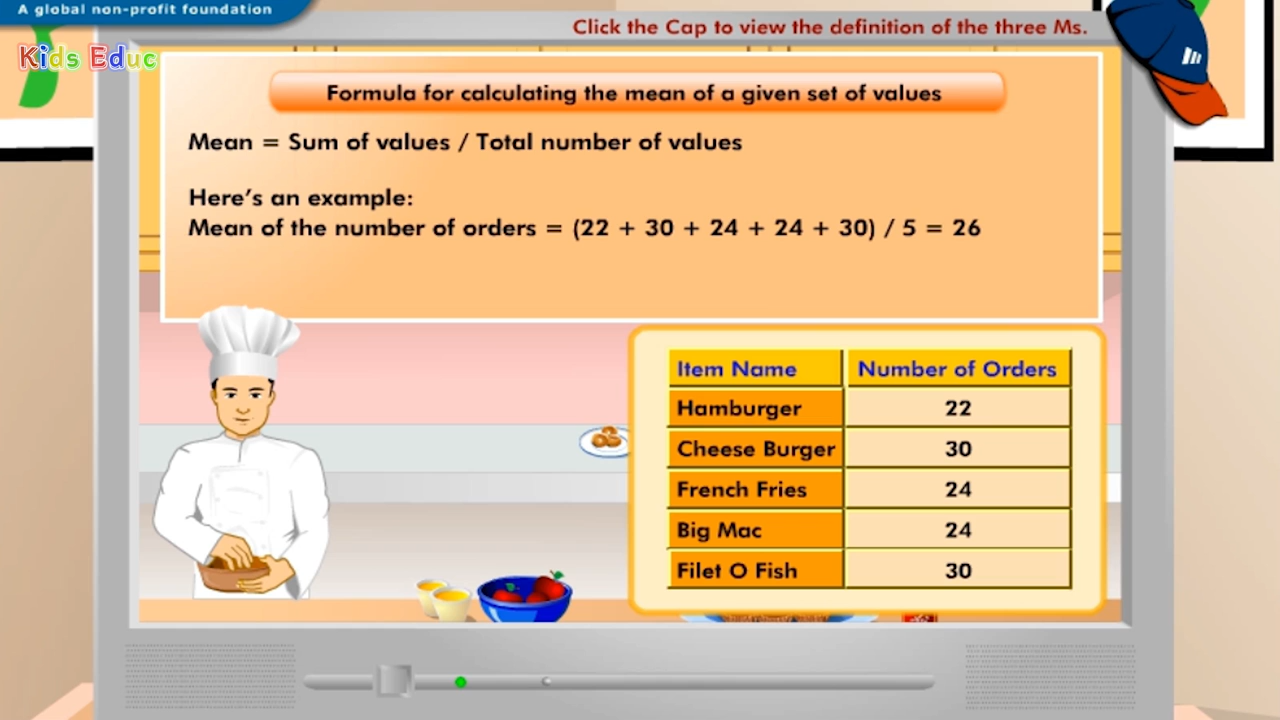 A global non-profit foundation
Click the Cap to view the definition of the three Ms.
Kids Educ
Formula for calculating the mean of a given set of values
Mean = Sum of values / Total number of values
Here's an example:
Mean of the number of orders = (22 + 30 + 24 + 24 + 30) / 5 = 26
Item Name Number of Orders
Hamburger 22
Cheese Burger 30
French Fries 24
Big Mac 24
Filet O Fish 30